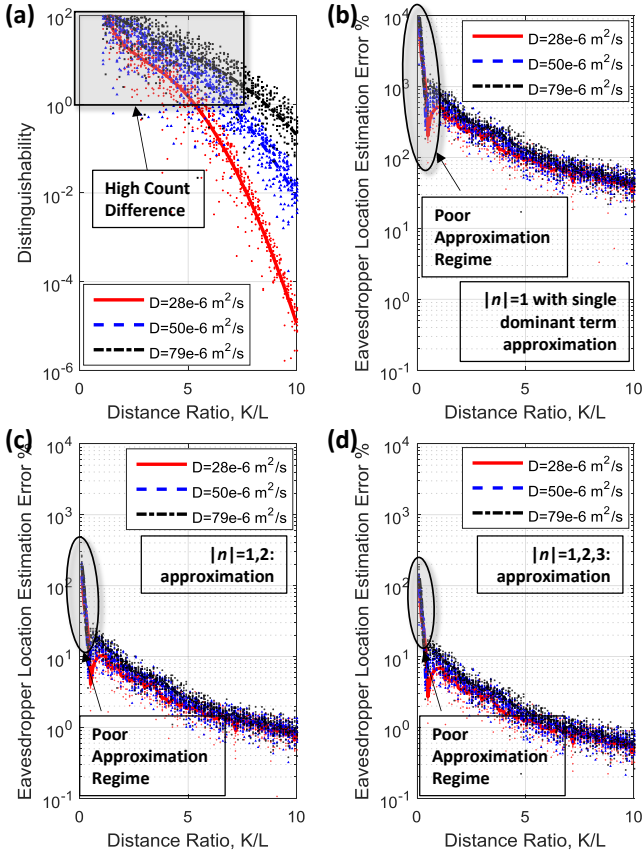 (a)
10^2
10^0
10^-2
10^-4
10^-6
Distinguishability
High Count
Difference
D=28e-6 m^2/s
D=50e-6 m^2/s
D=79e-6 m^2/s
0
5
10
Distance Ratio, K/L
(b)
10^4
10^3
10^2
10^1
10^0
10^-1
Eavesdropper Location Estimation Error %
D=28e-6 m^2/s
D=50e-6 m^2/s
D=79e-6 m^2/s
Poor
Approximation
Regime
|n|=1 with single
dominant term
approximation
0
5
10
Distance Ratio, K/L
(c)
10^4
10^3
10^2
10^1
10^0
10^-1
Eavesdropper Location Estimation Error %
D=28e-6 m^2/s
D=50e-6 m^2/s
D=79e-6 m^2/s
|n|=1,2:
approximation
Poor
Approximation
Regime
0
5
10
Distance Ratio, K/L
(d)
10^4
10^3
10^2
10^1
10^0
10^-1
Eavesdropper Location Estimation Error %
D=28e-6 m^2/s
D=50e-6 m^2/s
D=79e-6 m^2/s
|n|=1,2,3:
approximation
Poor
Approximation
Regime
0
5
10
Distance Ratio, K/L